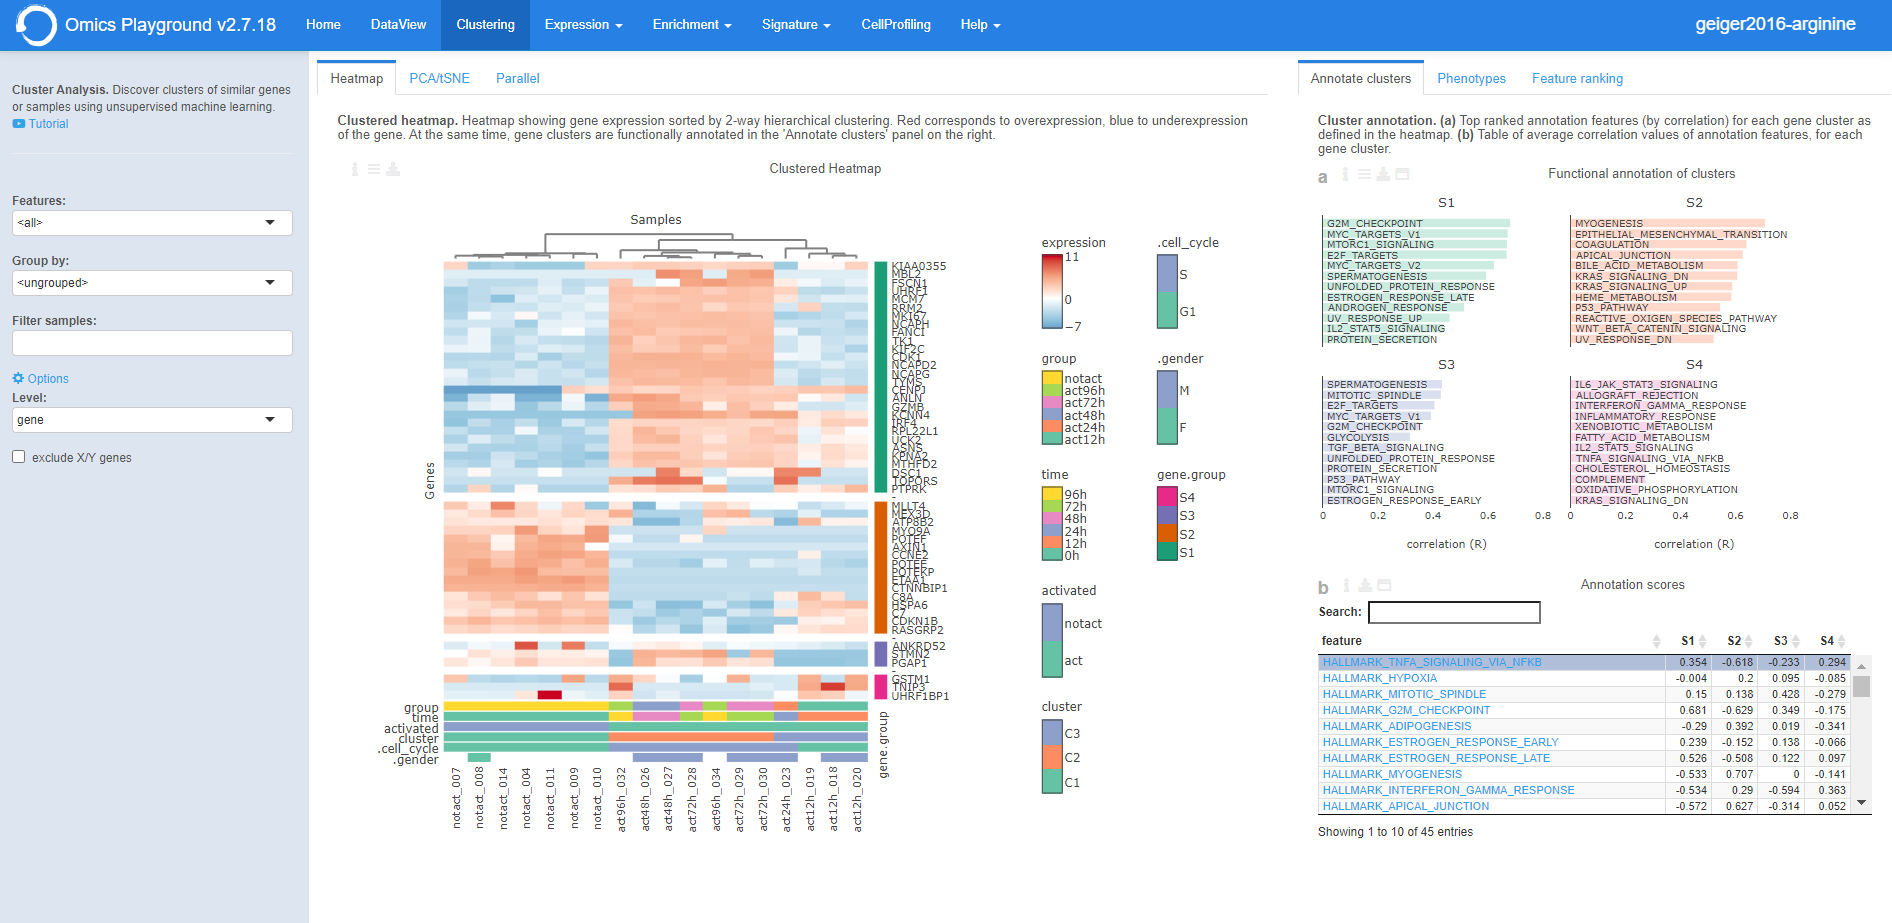 Omics Playground v2.7.18
Home
DataView
Clustering
Expression
Enrichment
Signature
CellProfiling
Help
geiger2016-arginine
Cluster Analysis. Discover clusters of similar genes
or samples using unsupervised machine learning.
Tutorial
Features:
<all>
Group by:
<ungrouped>
Filter samples:
Options
Level:
gene
exclude X/Y genes
Heatmap
PCA/tSNE
Parallel
Clustered heatmap. Heatmap showing gene expression sorted by 2-way hierarchical clustering. Red corresponds to overexpression, blue to underexpression
of the gene. At the same time, gene clusters are functionally annotated in the 'Annotate clusters' panel on the right.
Clustered Heatmap
Samples
Genes
KIAA0355
MBL2
FSCN1
UHRF1
MCM7
RRM2
MKI67
NCAPH
FANCI
TK1
KIF2C
CDK1
NCAPD2
NCAPG
TYMS
CENPJ
ANLN
GZMB
KCNN4
IRF4
RPL22L1
UCK2
ASNS
KPNA2
MTHFD2
DSC1
TOPORS
PTPRK
MLLT4
MEX3D
ATP8B2
MYO9A
POTEF
AXIN1
CCNE2
POTEE
POTEKP
ETAA1
CTNNBIP1
C8A
HSPA6
C7
CDKN1B
RASGRP2
ANKRD52
STMN2
PGAP1
GSTM1
TNIP3
UHRF1BP1
group
time
activated
cluster
.cell_cycle
.gender
gene.group
notact_007
notact_008
notact_014
notact_004
notact_011
notact_009
notact_010
act96h_032
act48h_026
act48h_027
act72h_028
act96h_034
act72h_029
act72h_030
act24h_023
act12h_019
act12h_018
act12h_020
expression
11
0
−7
.cell_cycle
S
G1
group
notact
act96h
act72h
act48h
act24h
act12h
.gender
M
F
time
96h
72h
48h
24h
12h
0h
gene.group
S4
S3
S2
S1
activated
notact
act
cluster
C3
C2
C1
Annotate clusters
Phenotypes
Feature ranking
Cluster annotation. (a) Top ranked annotation features (by correlation) for each gene cluster as
defined in the heatmap. (b) Table of average correlation values of annotation features, for each
gene cluster.
a
Functional annotation of clusters
S1
G2M_CHECKPOINT
MYC_TARGETS_V1
MTORC1_SIGNALING
E2F_TARGETS
MYC_TARGETS_V2
SPERMATOGENESIS
UNFOLDED_PROTEIN_RESPONSE
ESTROGEN_RESPONSE_LATE
ANDROGEN_RESPONSE
UV_RESPONSE_UP
IL2_STAT5_SIGNALING
PROTEIN_SECRETION
S2
MYOGENESIS
EPITHELIAL_MESENCHYMAL_TRANSITION
COAGULATION
APICAL_JUNCTION
BILE_ACID_METABOLISM
KRAS_SIGNALING_DN
KRAS_SIGNALING_UP
HEME_METABOLISM
P53_PATHWAY
REACTIVE_OXIGEN_SPECIES_PATHWAY
WNT_BETA_CATENIN_SIGNALING
UV_RESPONSE_DN
S3
SPERMATOGENESIS
MITOTIC_SPINDLE
E2F_TARGETS
MYC_TARGETS_V1
G2M_CHECKPOINT
GLYCOLYSIS
TGF_BETA_SIGNALING
UNFOLDED_PROTEIN_RESPONSE
PROTEIN_SECRETION
P53_PATHWAY
MTORC1_SIGNALING
ESTROGEN_RESPONSE_EARLY
0 0.2 0.4 0.6 0.8
correlation (R)
S4
IL6_JAK_STAT3_SIGNALING
ALLOGRAFT_REJECTION
INTERFERON_GAMMA_RESPONSE
INFLAMMATORY_RESPONSE
XENOBIOTIC_METABOLISM
FATTY_ACID_METABOLISM
IL2_STAT5_SIGNALING
TNFA_SIGNALING_VIA_NFKB
CHOLESTEROL_HOMEOSTASIS
COMPLEMENT
OXIDATIVE_PHOSPHORYLATION
KRAS_SIGNALING_DN
0 0.2 0.4 0.6 0.8
correlation (R)
b
Annotation scores
Search:
feature S1 S2 S3 S4
HALLMARK_TNFA_SIGNALING_VIA_NFKB 0.354 -0.618 -0.233 0.294
HALLMARK_HYPOXIA -0.004 0.2 0.095 -0.085
HALLMARK_MITOTIC_SPINDLE 0.15 0.138 0.428 -0.279
HALLMARK_G2M_CHECKPOINT 0.681 -0.629 0.349 -0.175
HALLMARK_ADIPOGENESIS -0.29 0.392 0.019 -0.341
HALLMARK_ESTROGEN_RESPONSE_EARLY 0.239 -0.152 0.138 -0.066
HALLMARK_ESTROGEN_RESPONSE_LATE 0.526 -0.508 0.122 0.097
HALLMARK_MYOGENESIS -0.533 0.707 0 -0.141
HALLMARK_INTERFERON_GAMMA_RESPONSE -0.534 0.29 -0.594 0.363
HALLMARK_APICAL_JUNCTION -0.572 0.627 -0.314 0.052
Showing 1 to 10 of 45 entries